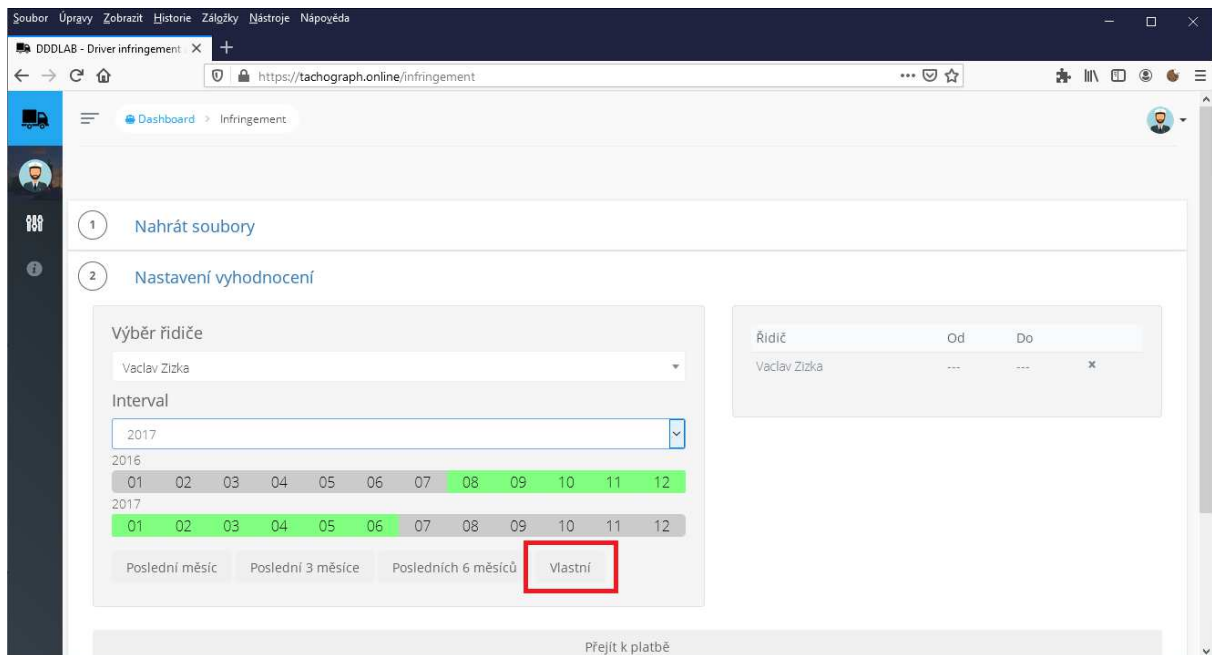 Soubor Úpravy Zobrazit Historie Záložky Nástroje Nápověda
DDDLAB - Driver infringement
https://tachograph.online/infringement
Dashboard > Infringement
1 Nahrát soubory
2 Nastavení vyhodnocení
Výběr řidiče
Vaclav Zizka
Interval
2017
2016
01 02 03 04 05 06 07 08 09 10 11 12
2017
01 02 03 04 05 06 07 08 09 10 11 12
Poslední měsíc Poslední 3 měsíce Posledních 6 měsíců Vlastní
Řidič Od Do
Vaclav Zizka --- --- ×
Přejít k platbě